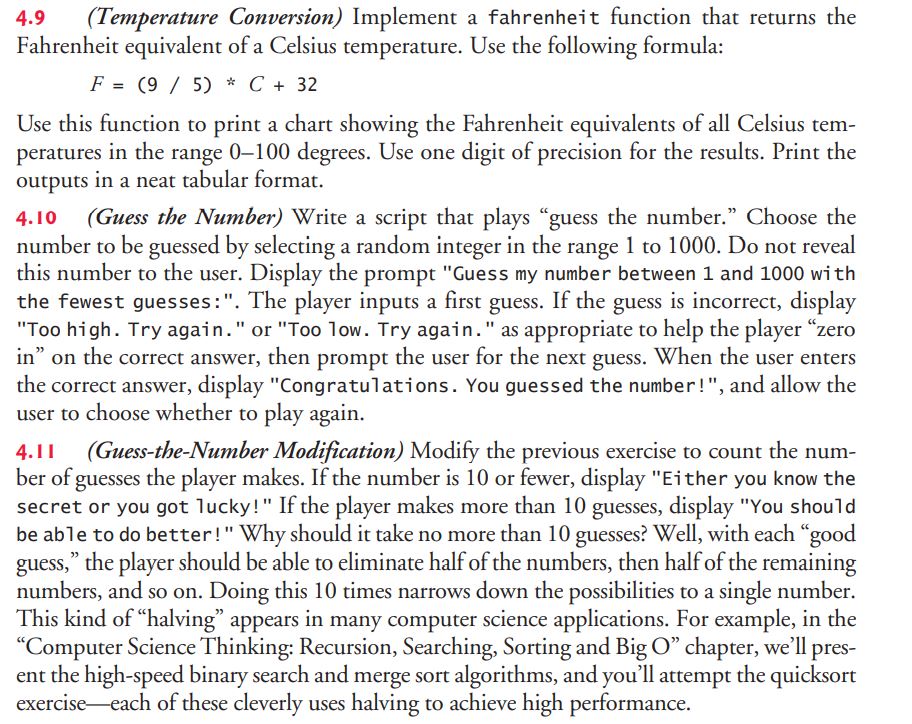 4.9 (Temperature Conversion) Implement a fahrenheit function that returns the
Fahrenheit equivalent of a Celsius temperature. Use the following formula:
F = (9 / 5) * C + 32
Use this function to print a chart showing the Fahrenheit equivalents of all Celsius tem-
peratures in the range 0–100 degrees. Use one digit of precision for the results. Print the
outputs in a neat tabular format.
4.10 (Guess the Number) Write a script that plays “guess the number.” Choose the
number to be guessed by selecting a random integer in the range 1 to 1000. Do not reveal
this number to the user. Display the prompt "Guess my number between 1 and 1000 with
the fewest guesses:". The player inputs a first guess. If the guess is incorrect, display
"Too high. Try again." or "Too low. Try again." as appropriate to help the player “zero
in” on the correct answer, then prompt the user for the next guess. When the user enters
the correct answer, display "Congratulations. You guessed the number!", and allow the
user to choose whether to play again.
4.11 (Guess-the-Number Modification) Modify the previous exercise to count the num-
ber of guesses the player makes. If the number is 10 or fewer, display "Either you know the
secret or you got lucky!" If the player makes more than 10 guesses, display "You should
be able to do better!" Why should it take no more than 10 guesses? Well, with each “good
guess,” the player should be able to eliminate half of the numbers, then half of the remaining
numbers, and so on. Doing this 10 times narrows down the possibilities to a single number.
This kind of “halving” appears in many computer science applications. For example, in the
“Computer Science Thinking: Recursion, Searching, Sorting and Big O” chapter, we’ll pres-
ent the high-speed binary search and merge sort algorithms, and you’ll attempt the quicksort
exercise—each of these cleverly uses halving to achieve high performance.